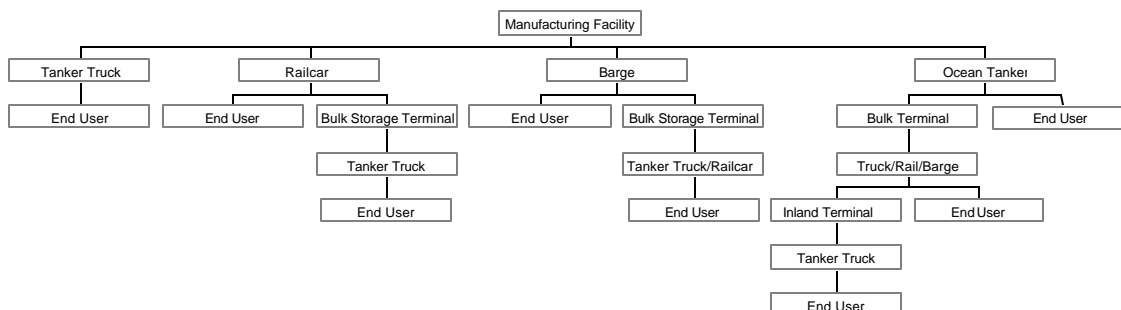 Manufacturing Facility
Tanker Truck
Railcar
Barge
Ocean Tanker
End User
End User
Bulk Storage Terminal
End User
Bulk Storage Terminal
Bulk Terminal
End User
Tanker Truck
Tanker Truck/Railcar
Truck/Rail/Barge
End User
End User
Inland Terminal
End User
Tanker Truck
End User